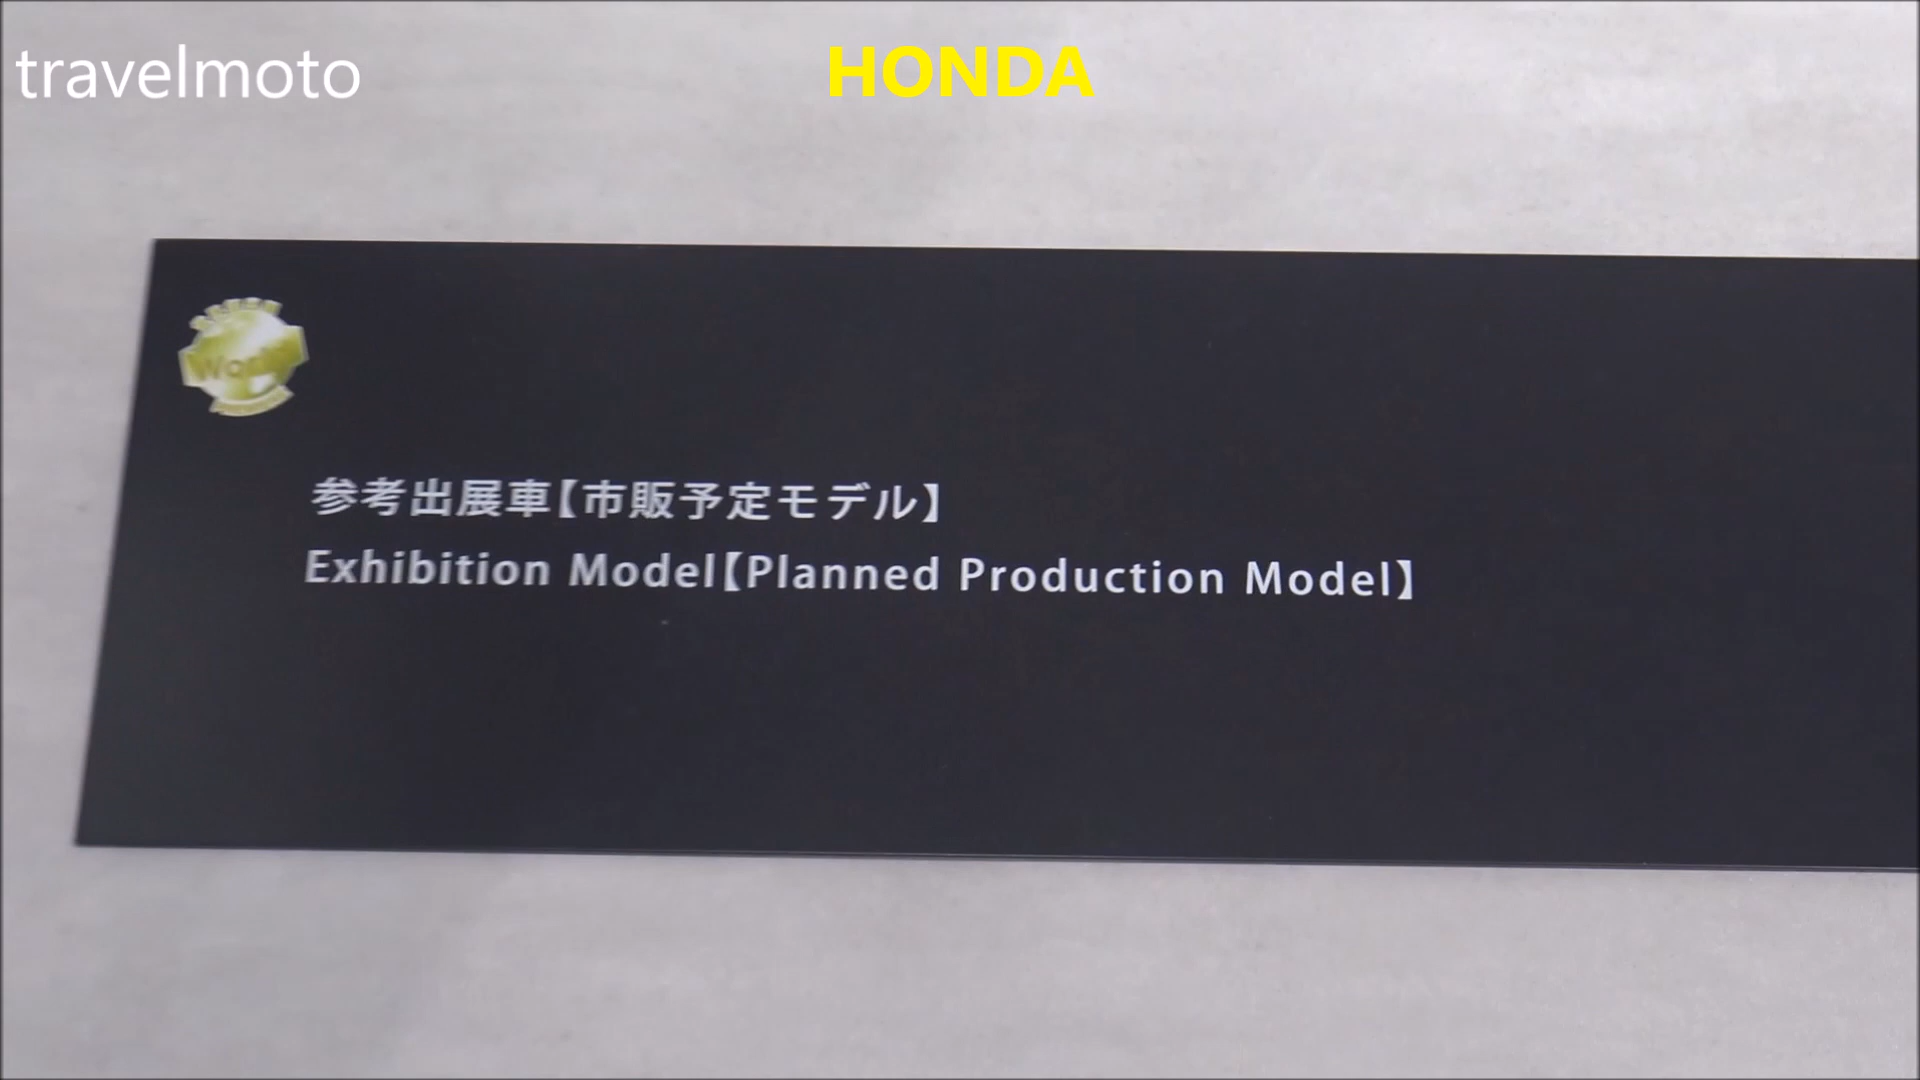 travelmoto
HONDA
参考出展車【市販予定モデル】
Exhibition Model【Planned Production Model】